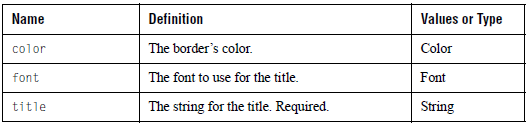 Name Definition Values or Type
color The border’s color. Color
font The font to use for the title. Font
title The string for the title. Required. String